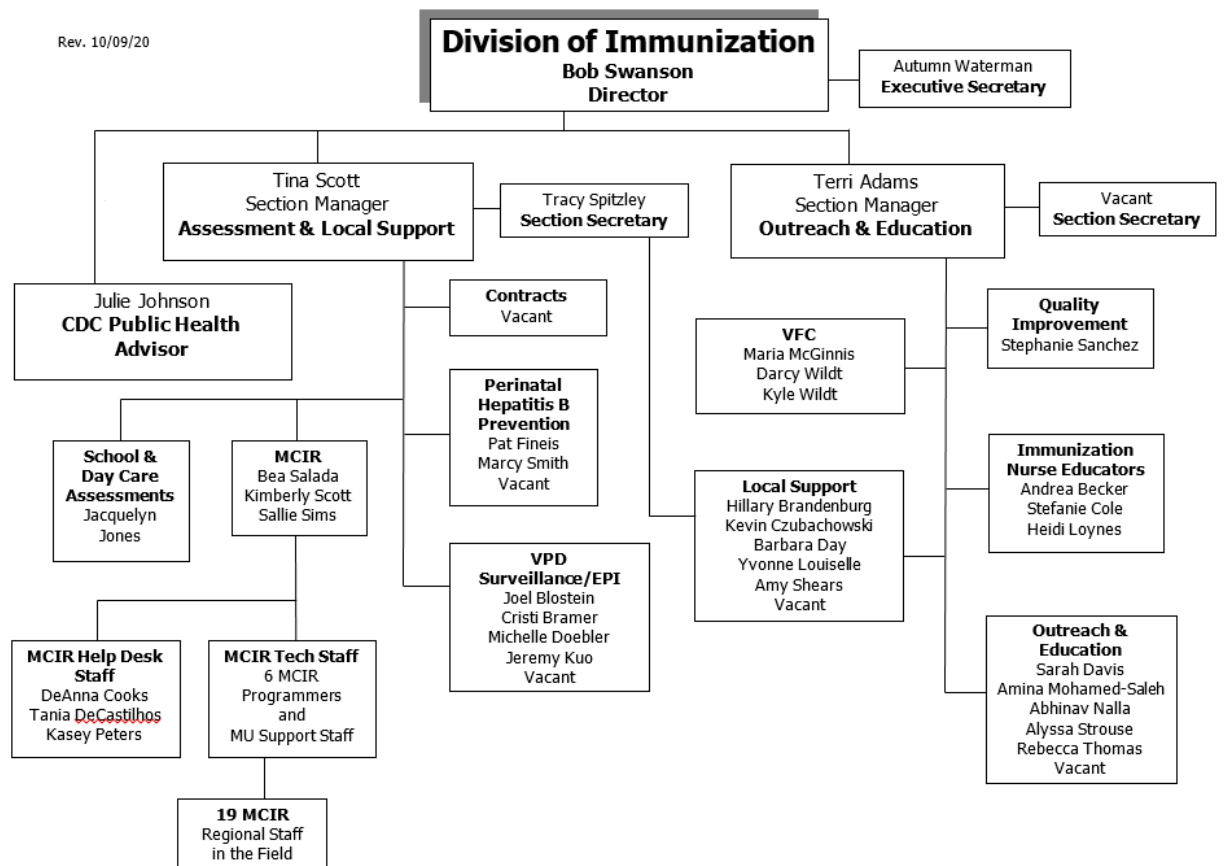 Rev. 10/09/20
Division of Immunization
Bob Swanson
Director
Autumn Waterman
Executive Secretary
Tina Scott
Section Manager
Assessment & Local Support
Tracy Spitzley
Section Secretary
Terri Adams
Section Manager
Outreach & Education
Vacant
Section Secretary
Julie Johnson
CDC Public Health
Advisor
Contracts
Vacant
Quality
Improvement
Stephanie Sanchez
VFC
Maria McGinnis
Darcy Wildt
Kyle Wildt
Perinatal
Hepatitis B
Prevention
Pat Fineis
Marcy Smith
Vacant
School &
Day Care
Assessments
Jacquelyn
Jones
MCIR
Bea Salada
Kimberly Scott
Sallie Sims
Immunization
Nurse Educators
Andrea Becker
Stefanie Cole
Heidi Loynes
Local Support
Hillary Brandenburg
Kevin Czubachowski
Barbara Day
Yvonne Louiselle
Amy Shears
Vacant
VPD
Surveillance/EPI
Joel Blostein
Cristi Bramer
Michelle Doebler
Jeremy Kuo
Vacant
Outreach &
Education
Sarah Davis
Amina Mohamed-Saleh
Abhinav Nalla
Alyssa Strouse
Rebecca Thomas
Vacant
MCIR Help Desk
Staff
DeAnna Cooks
Tania DeCastilhos
Kasey Peters
MCIR Tech Staff
6 MCIR
Programmers
and
MU Support Staff
19 MCIR
Regional Staff
in the Field